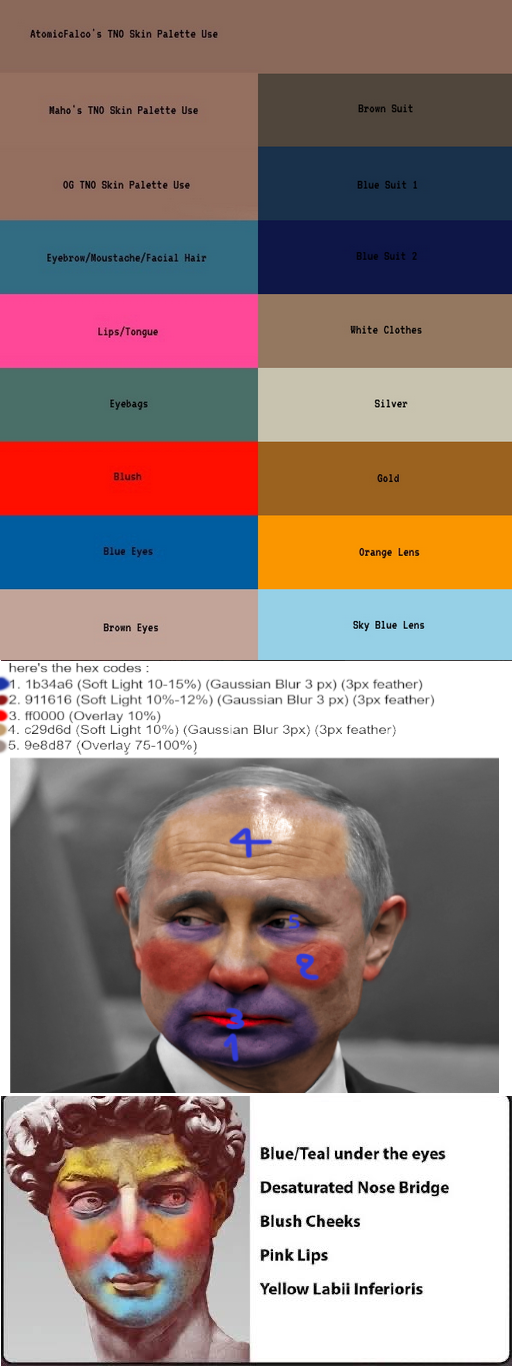 AtomicFalco's TNO Skin Palette Use
Maho's TNO Skin Palette Use
Brown Suit
OG TNO Skin Palette Use
Blue Suit 1
Eyebrow/Moustache/Facial Hair
Blue Suit 2
Lips/Tongue
White Clothes
Eyebags
Silver
Blush
Gold
Blue Eyes
Orange Lens
Brown Eyes
Sky Blue Lens
here's the hex codes :
1. 1b34a6 (Soft Light 10-15%) (Gaussian Blur 3 px) (3px feather)
2. 911616 (Soft Light 10%-12%) (Gaussian Blur 3 px) (3px feather)
3. ff0000 (Overlay 10%)
4. c29d6d (Soft Light 10%) (Gaussian Blur 3px) (3px feather)
5. 9e8d87 (Overlay 75-100%)
4
5
2
3
1
Blue/Teal under the eyes
Desaturated Nose Bridge
Blush Cheeks
Pink Lips
Yellow Labii Inferioris